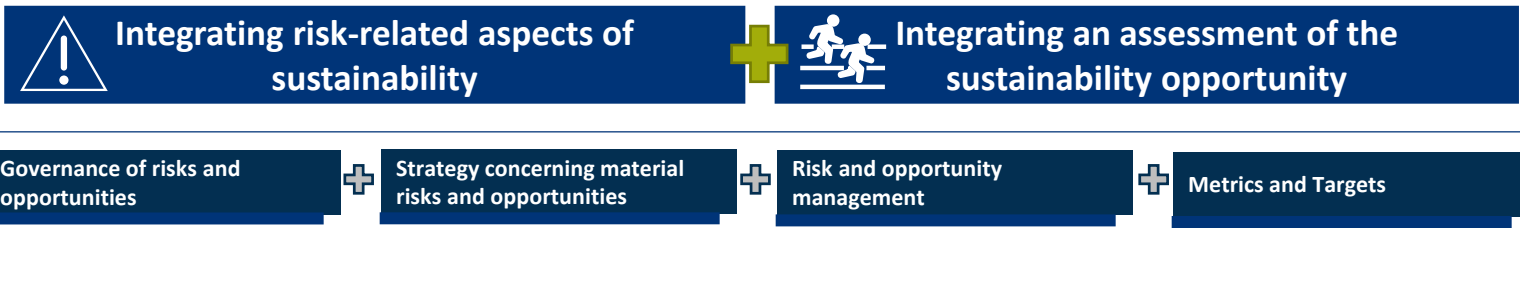 Integrating risk-related aspects of
sustainability
Integrating an assessment of the
sustainability opportunity
Governance of risks and
opportunities
Strategy concerning material
risks and opportunities
Risk and opportunity
management
Metrics and Targets